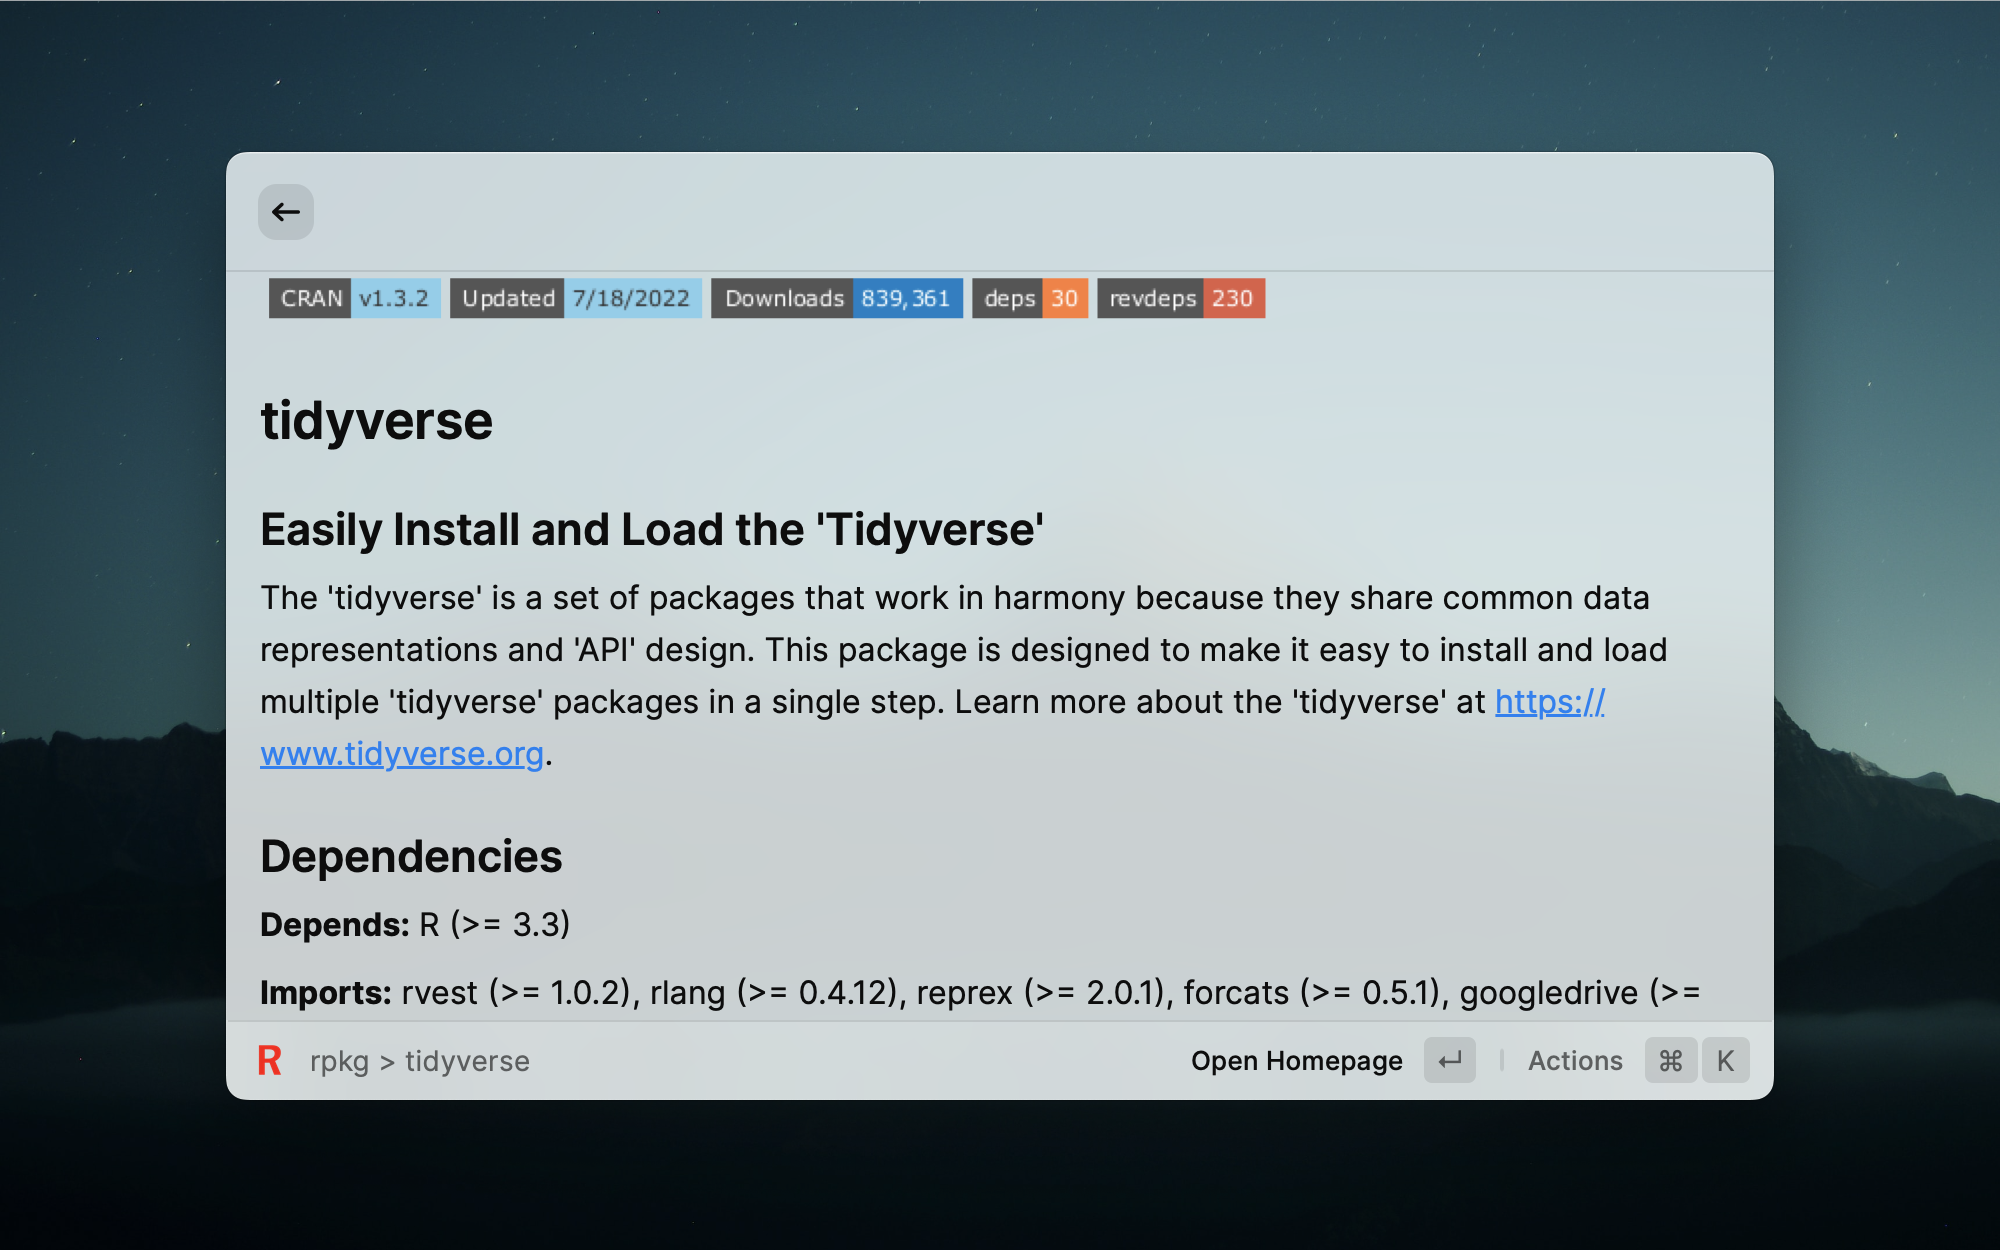 CRAN v1.3.2 Updated 7/18/2022 Downloads 839,361 deps 30 revdeps 230
tidyverse
Easily Install and Load the 'Tidyverse'
The 'tidyverse' is a set of packages that work in harmony because they share common data
representations and 'API' design. This package is designed to make it easy to install and load
multiple 'tidyverse' packages in a single step. Learn more about the 'tidyverse' at https://
www.tidyverse.org.
Dependencies
Depends: R (>= 3.3)
Imports: rvest (>= 1.0.2), rlang (>= 0.4.12), reprex (>= 2.0.1), forcats (>= 0.5.1), googledrive (>=
R rpkg > tidyverse Open Homepage ↵ Actions ⌘ K